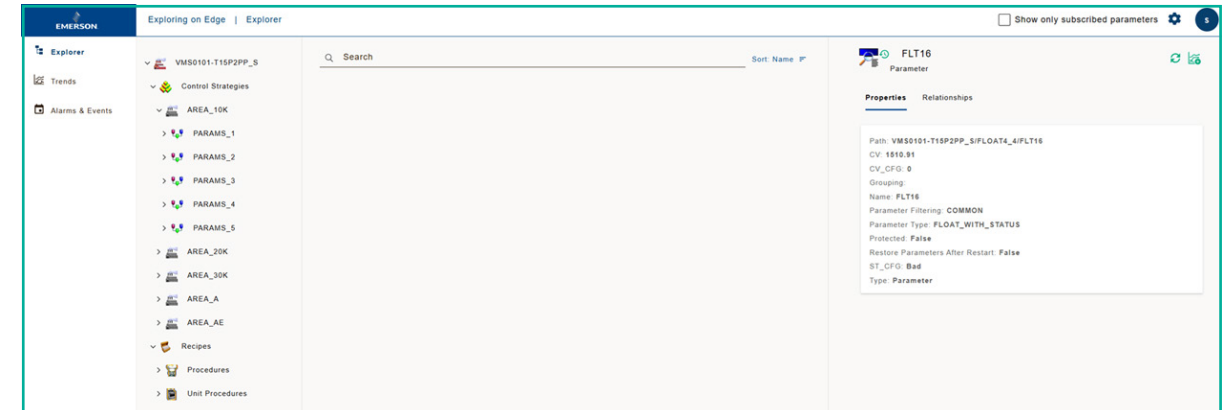 EMERSON
Exploring on Edge | Explorer
Show only subscribed parameters
S
Explorer
Trends
Alarms & Events
VMS0101-T15P2PP_S
Control Strategies
AREA_10K
PARAMS_1
PARAMS_2
PARAMS_3
PARAMS_4
PARAMS_5
AREA_20K
AREA_30K
AREA_A
AREA_AE
Recipes
Procedures
Unit Procedures
Search
Sort: Name
FLT16
Parameter
Properties Relationships
Path: VMS0101-T15P2PP_S/FLOAT4_4/FLT16
CV: 1510.91
CV_CFG: 0
Grouping:
Name: FLT16
Parameter Filtering: COMMON
Parameter Type: FLOAT_WITH_STATUS
Protected: False
Restore Parameters After Restart: False
ST_CFG: Bad
Type: Parameter